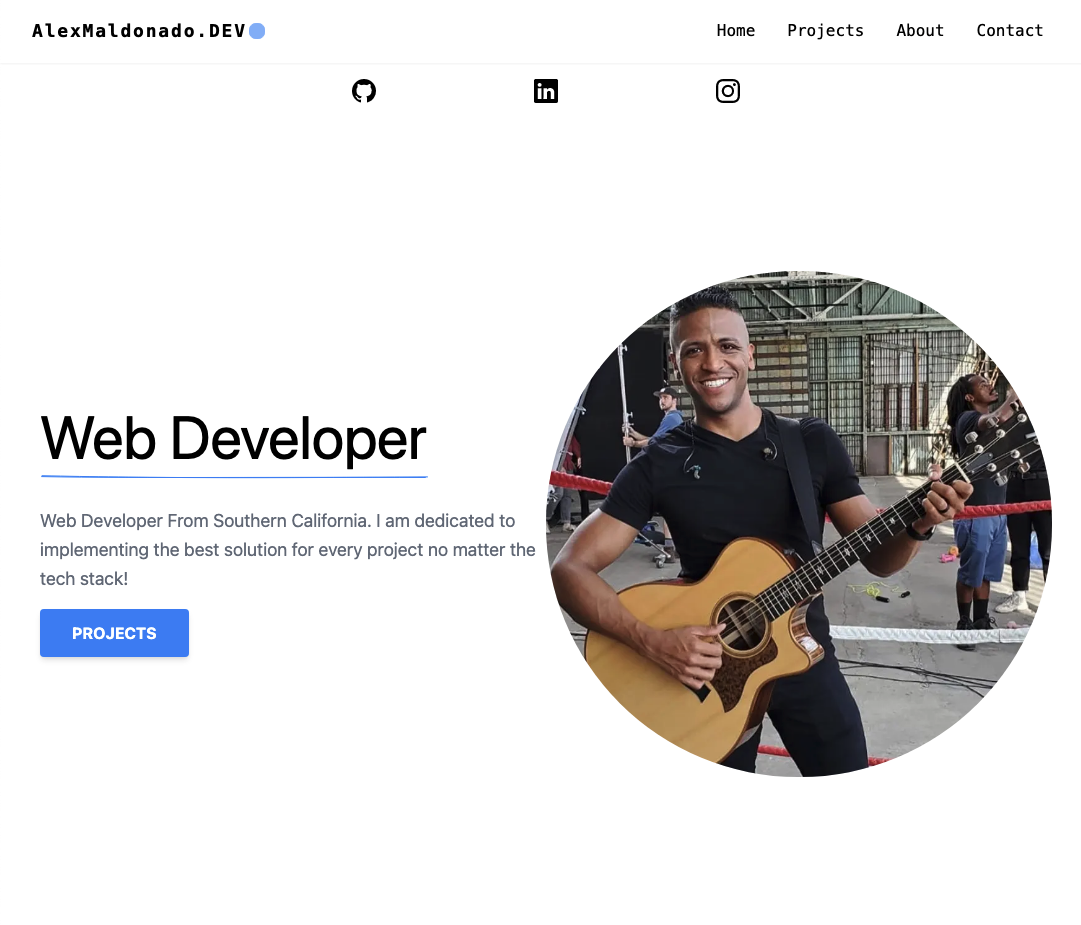 AlexMaldonado.DEV
Home Projects About Contact
in
Web Developer
Web Developer From Southern California. I am dedicated to
implementing the best solution for every project no matter the
tech stack!
PROJECTS